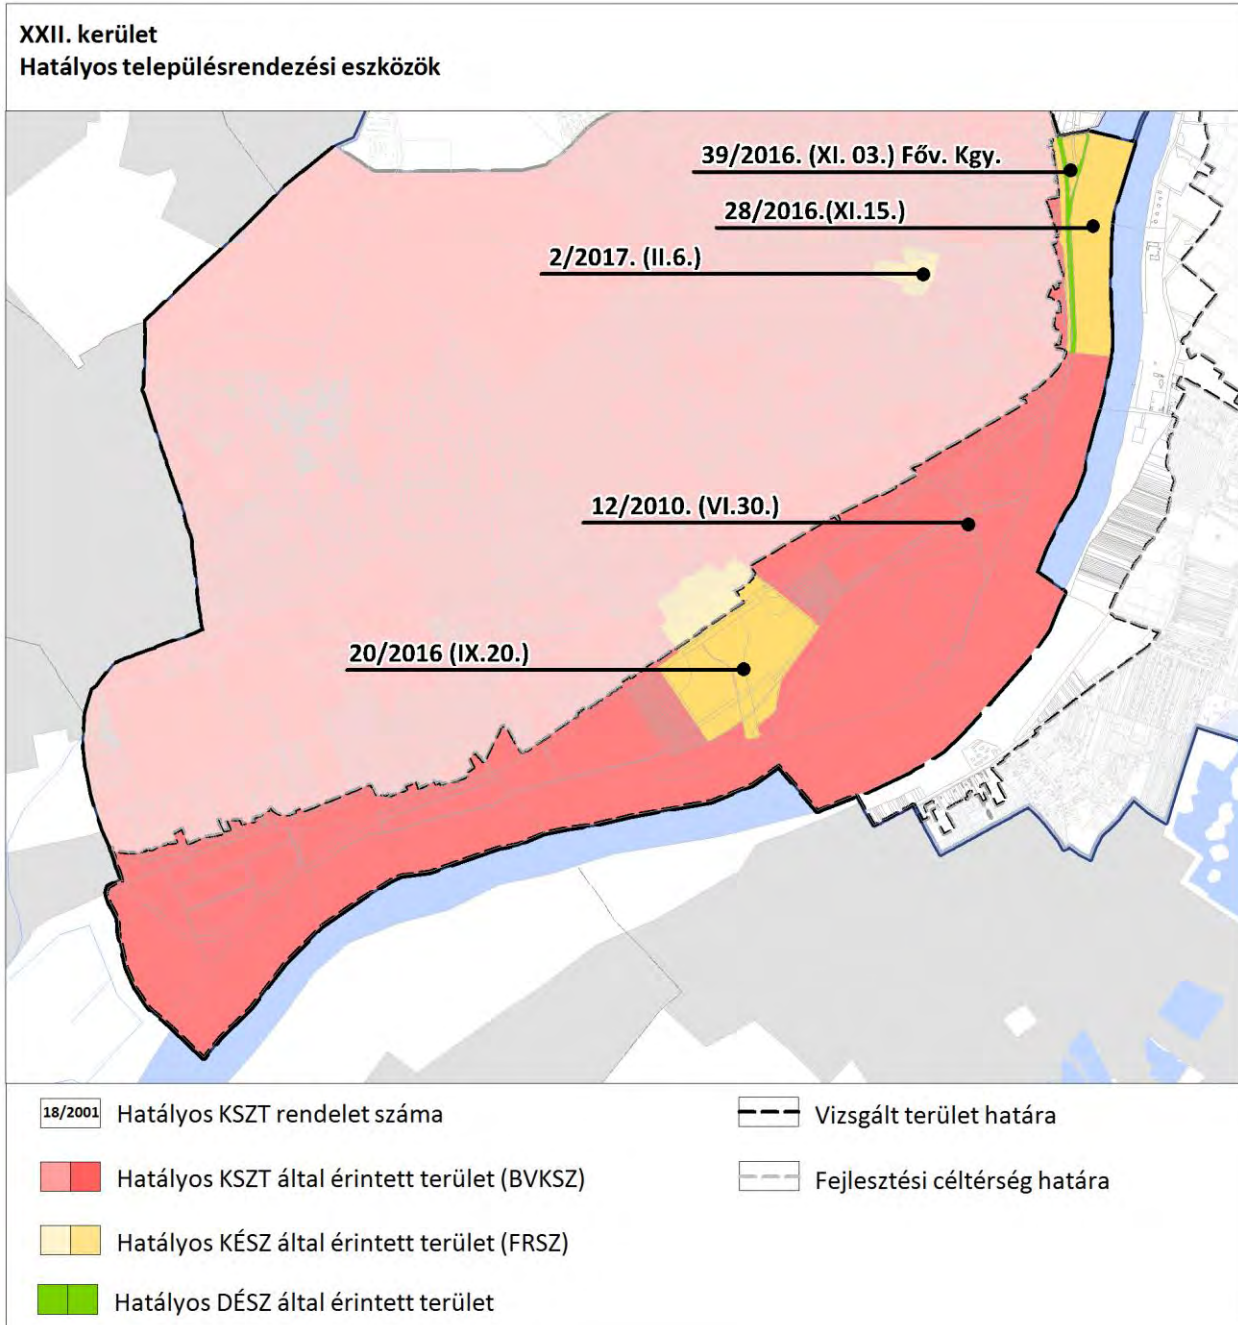 XXII. kerület
Hatályos településrendezési eszközök
39/2016. (XI. 03.) Főv. Kgy.
28/2016.(XI.15.)
2/2017. (II.6.)
12/2010. (VI.30.)
20/2016 (IX.20.)
18/2001 Hatályos KSZT rendelet száma
Vizsgált terület határa
Hatályos KSZT által érintett terület (BVKSZ)
Fejlesztési céltérség határa
Hatályos KÉSZ által érintett terület (FRSZ)
Hatályos DÉSZ által érintett terület